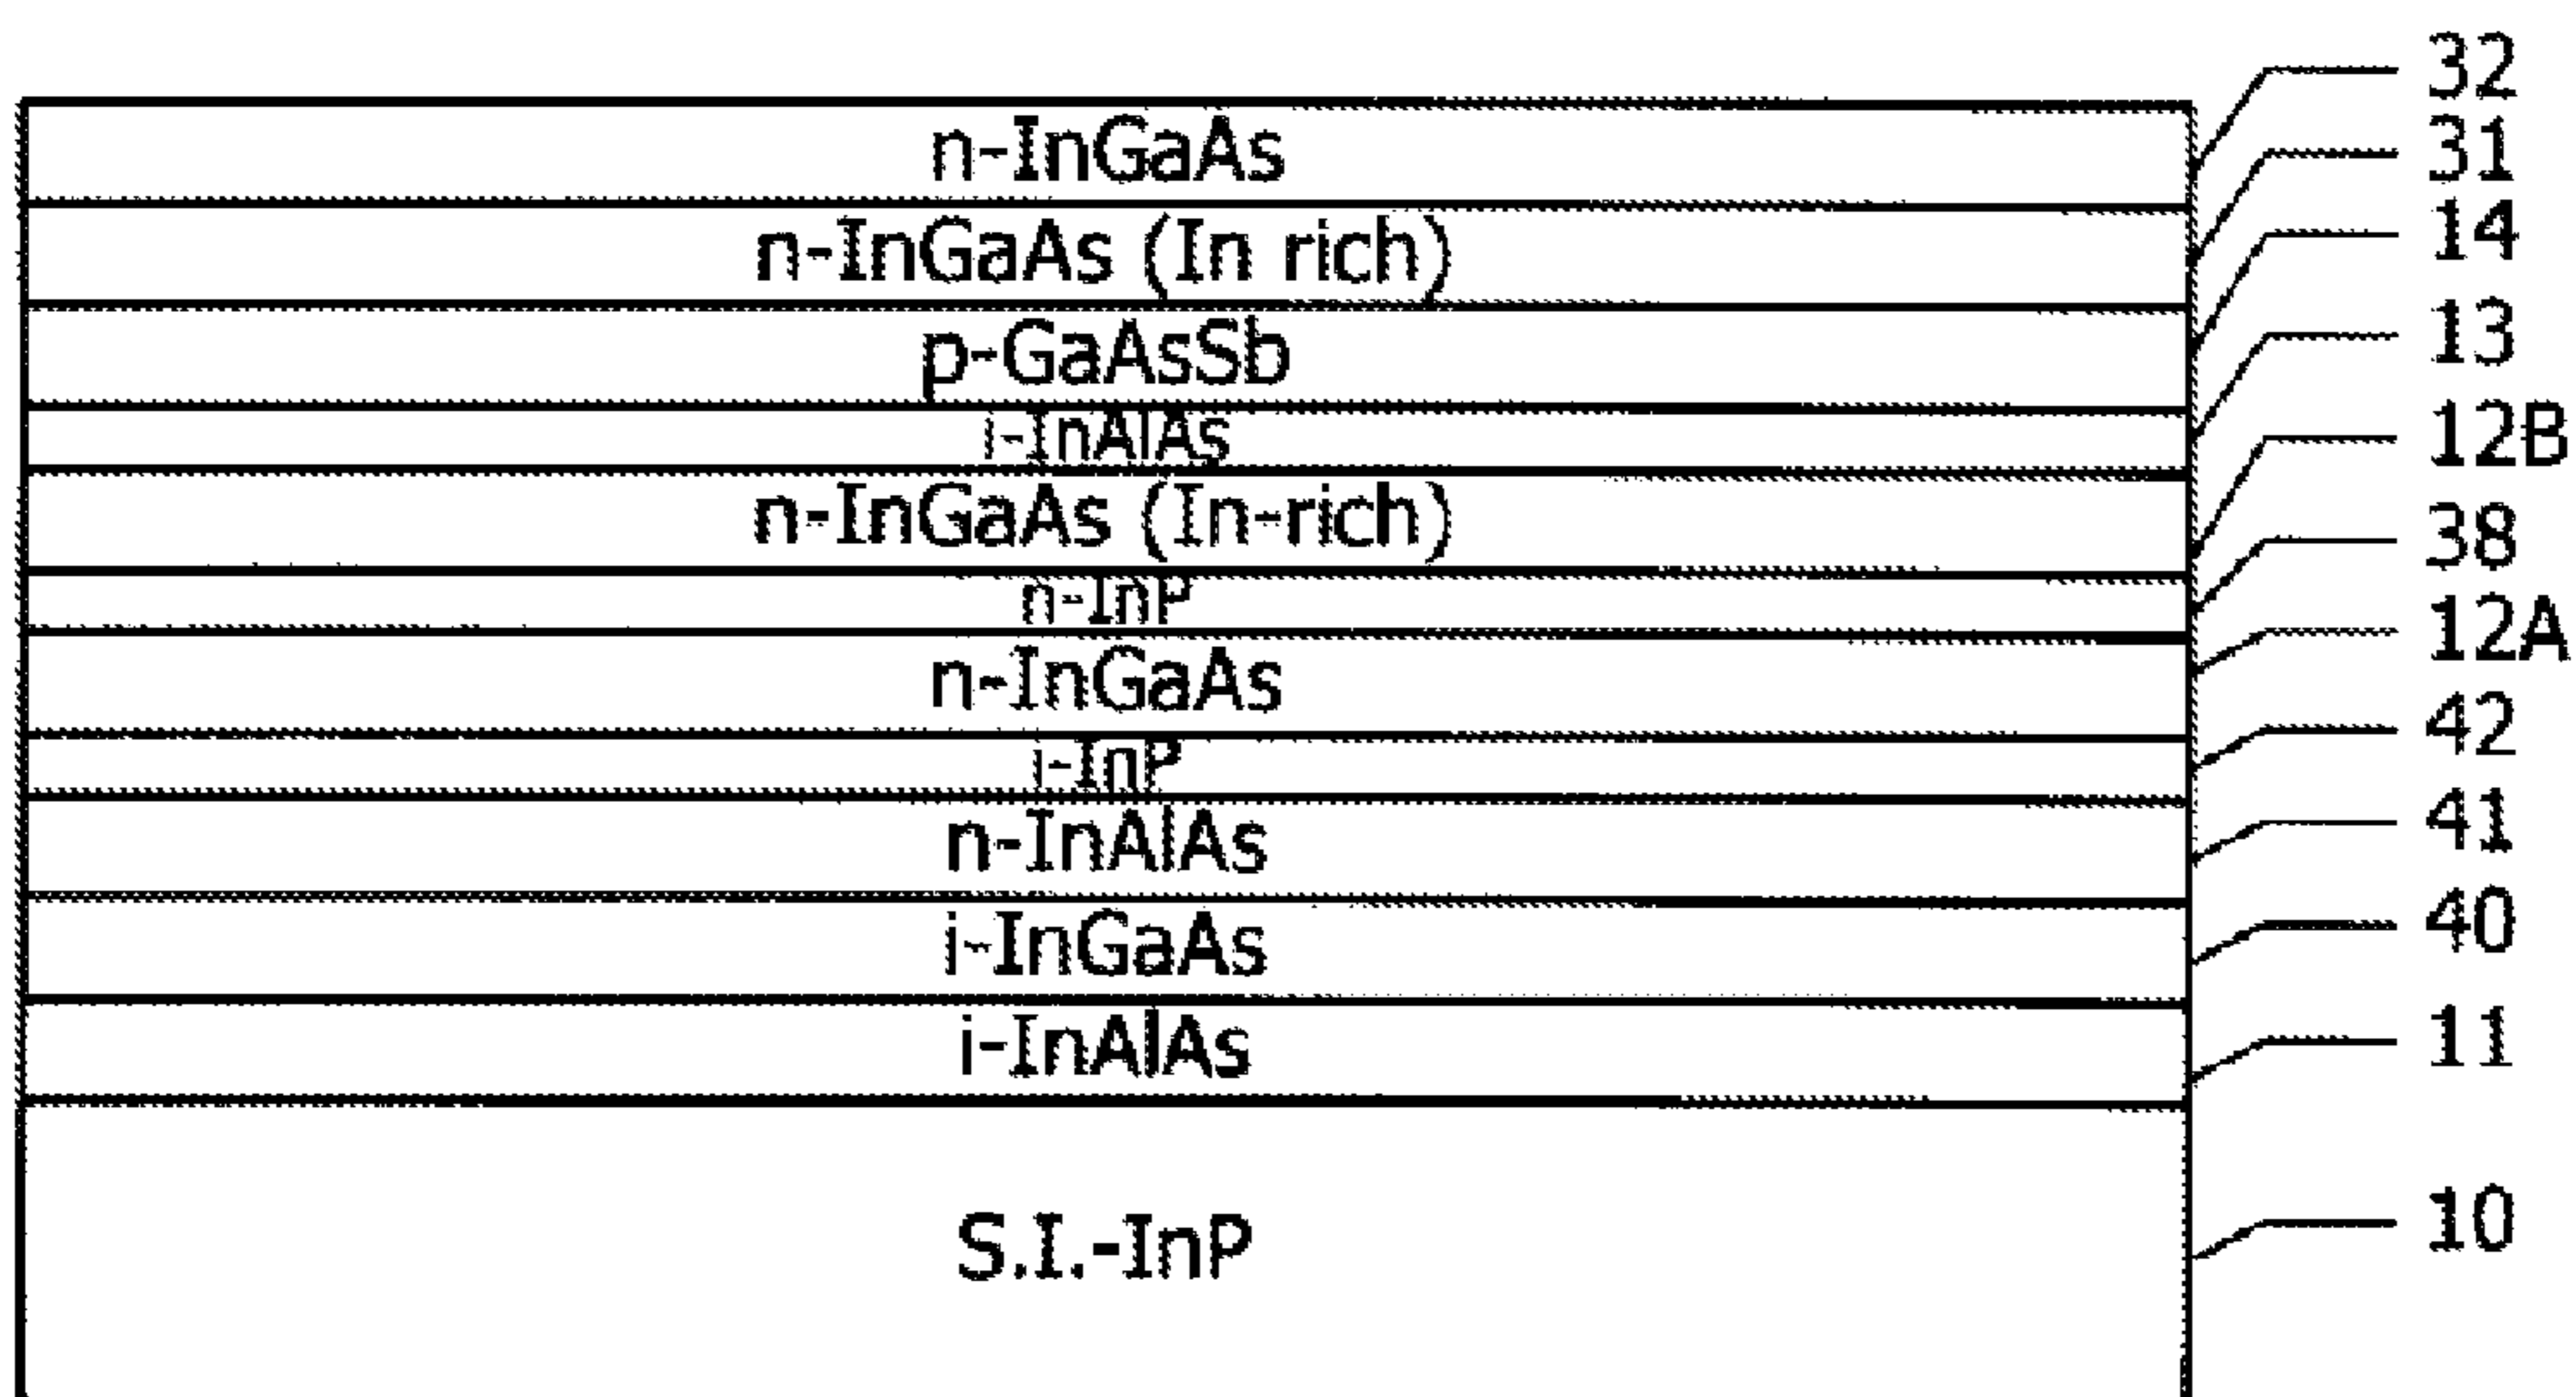 32
n-InGaAs
31
n-InGaAs (In rich)
14
p-GaAsSb
13
i-InAlAs
12B
n-InGaAs (In-rich)
38
n-InP
12A
n-InGaAs
42
i-InP
41
n-InAlAs
40
i-InGaAs
11
i-InAlAs
10
S.I.-InP